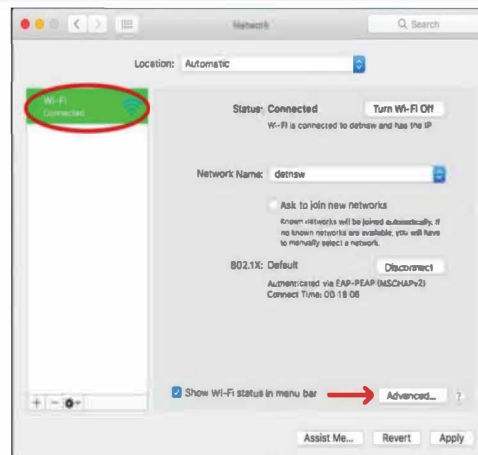 Network
Search
Location: Automatic
Wi-Fi
Connected
Status: Connected
Turn Wi-Fi Off
Wi-Fi is connected to detnsw and has the IP
Network Name: detnsw
Ask to join new networks
Known networks will be joined automatically. If
no known networks are available, you will have
to manually select a network.
802.1X: Default
Disconnect
Authenticated via EAP-PEAP (MSCHAPv2)
Connect Time: 00:18:06
Show Wi-Fi status in menu bar
Advanced...
?
Assist Me...
Revert
Apply